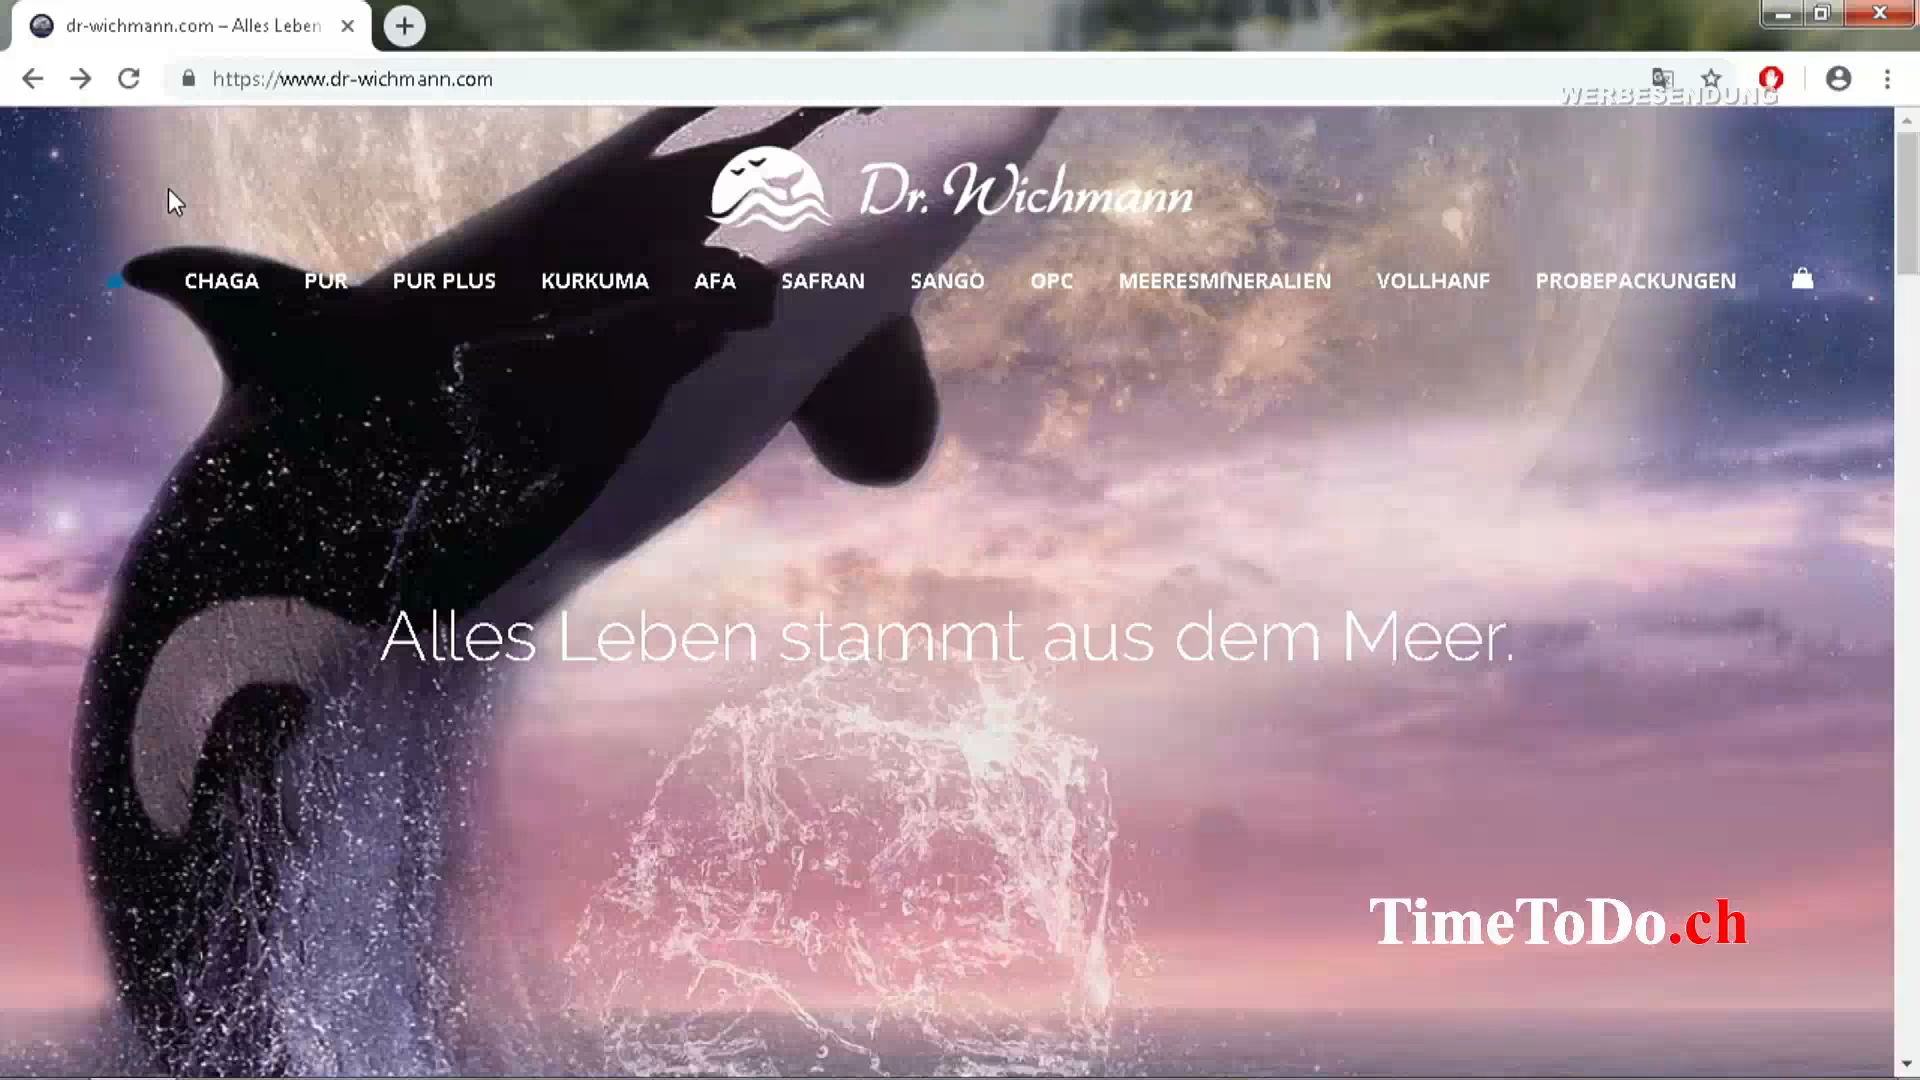 dr-wichmann.com – Alles Leben
https://www.dr-wichmann.com
WERBESENDUNG
Dr. Wichmann
CHAGA PUR PUR PLUS KURKUMA AFA SAFRAN SANGO OPC MEERESMINERALIEN VOLLHANF PROBEPACKUNGEN
Alles Leben stammt aus dem Meer.
TimeToDo.ch